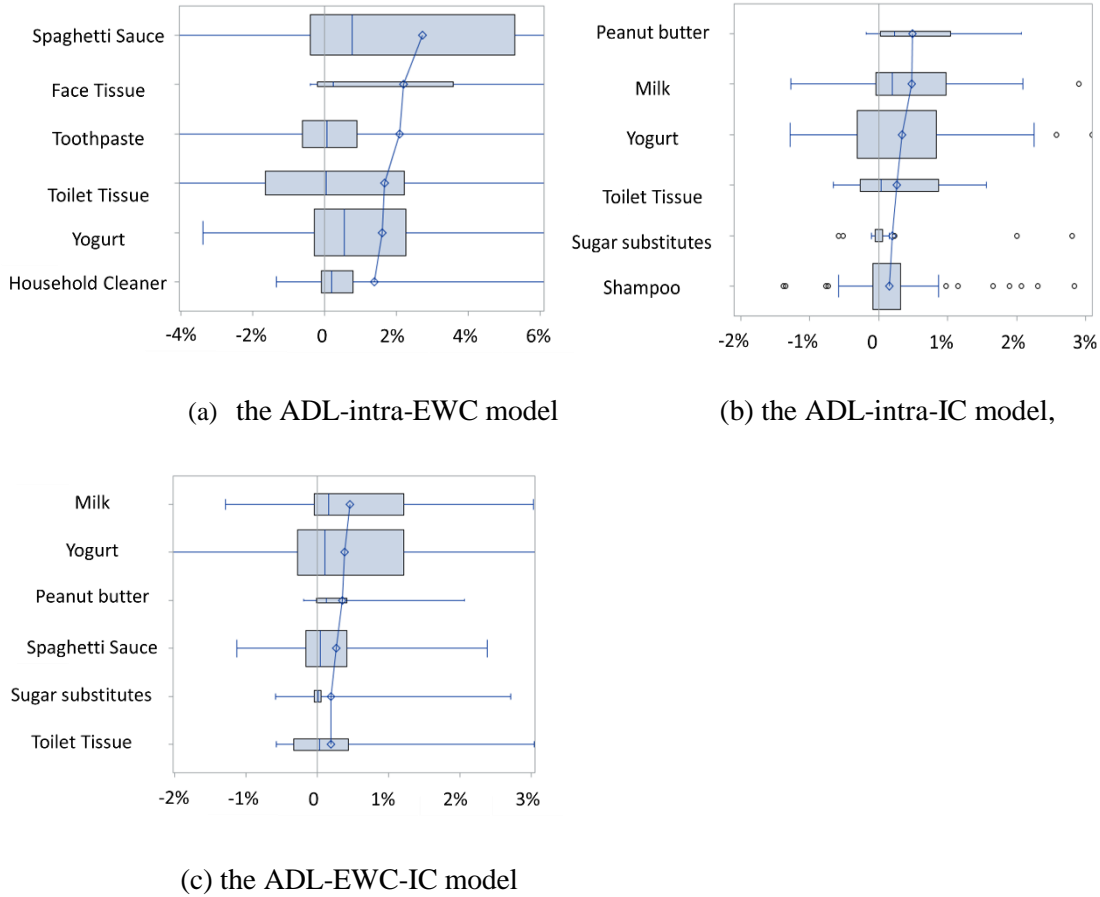 Spaghetti Sauce
Face Tissue
Toothpaste
Toilet Tissue
Yogurt
Household Cleaner
-4% -2% 0 2% 4% 6%
(a) the ADL-intra-EWC model
Peanut butter
Milk
Yogurt
Toilet Tissue
Sugar substitutes
Shampoo
-2% -1% 0 1% 2% 3%
(b) the ADL-intra-IC model,
Milk
Yogurt
Peanut butter
Spaghetti Sauce
Sugar substitutes
Toilet Tissue
-2% -1% 0 1% 2% 3%
(c) the ADL-EWC-IC model